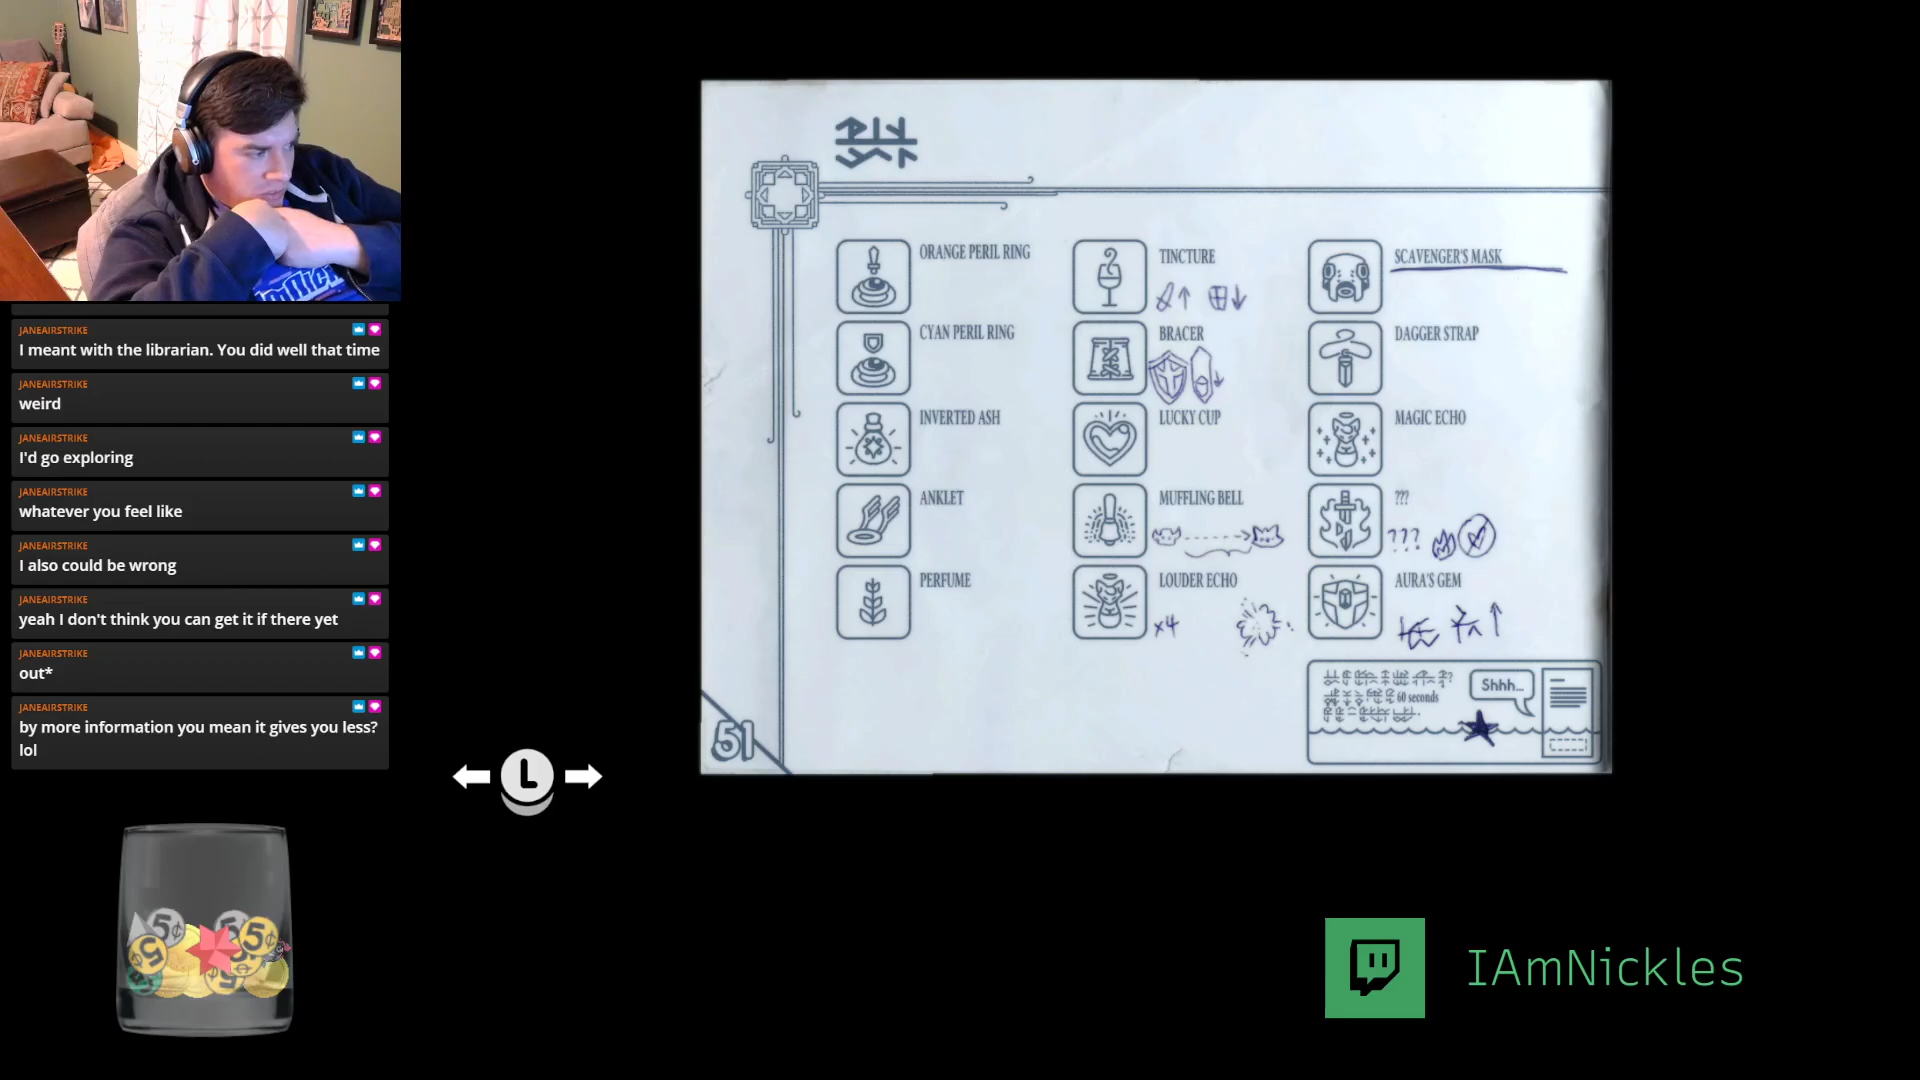 JANEAIRSTRIKE
I meant with the librarian. You did well that time
JANEAIRSTRIKE
weird
JANEAIRSTRIKE
I'd go exploring
JANEAIRSTRIKE
whatever you feel like
JANEAIRSTRIKE
I also could be wrong
JANEAIRSTRIKE
yeah I don't think you can get it if there yet
JANEAIRSTRIKE
out*
JANEAIRSTRIKE
by more information you mean it gives you less?
lol
L
ORANGE PERIL RING
CYAN PERIL RING
INVERTED ASH
ANKLET
PERFUME
TINCTURE
BRACER
LUCKY CUP
MUFFLING BELL
LOUDER ECHO
x4
SCAVENGER'S MASK
DAGGER STRAP
MAGIC ECHO
???
???
AURA'S GEM
60 seconds
Shhh...
51
5¢
5¢
IAmNickles